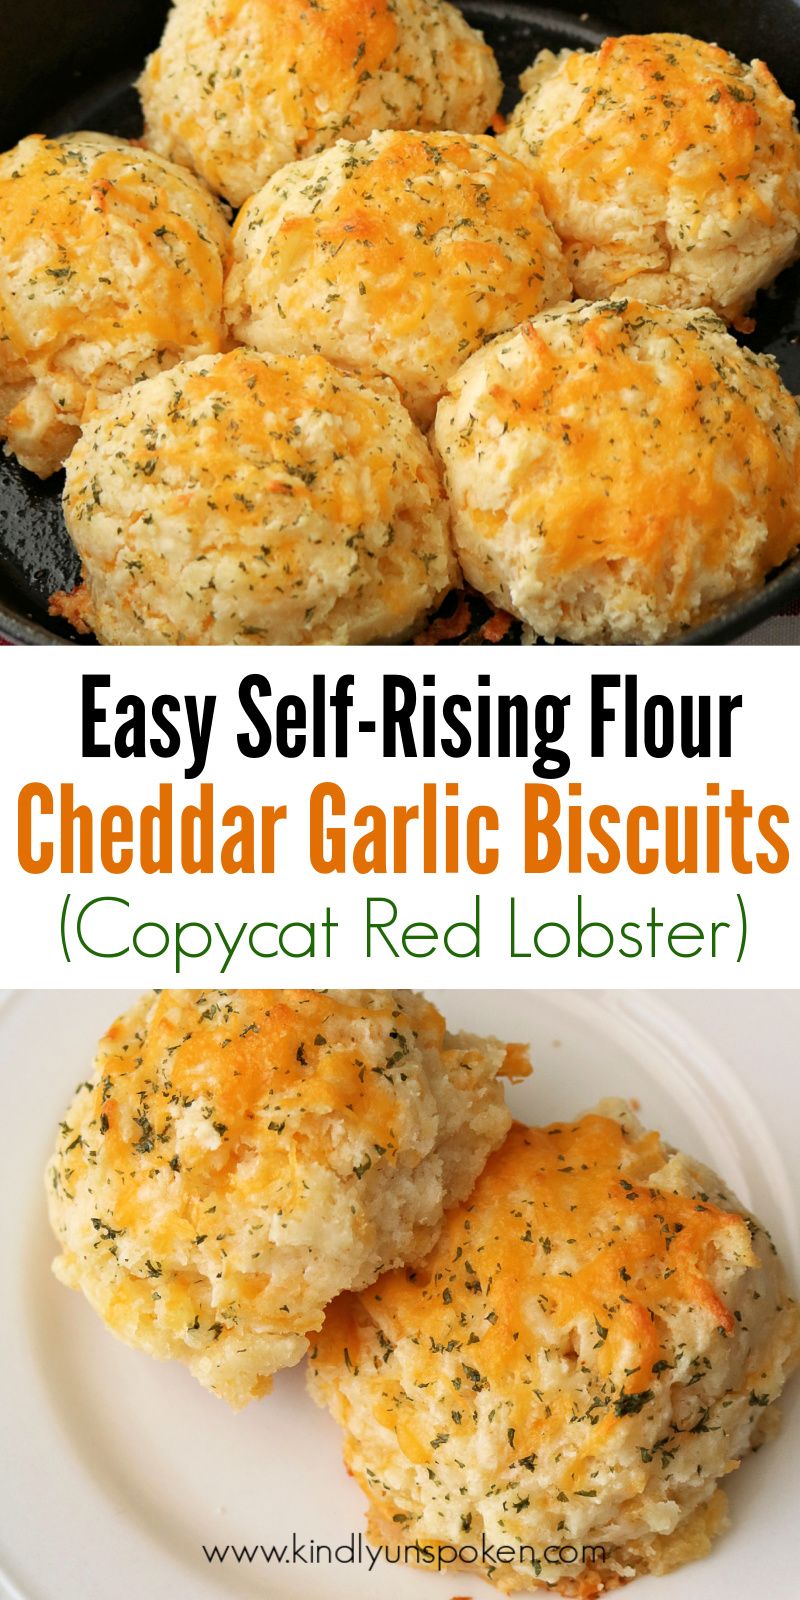 Easy Self-Rising Flour
Cheddar Garlic Biscuits
(Copycat Red Lobster)
www.kindlyunspoken.com